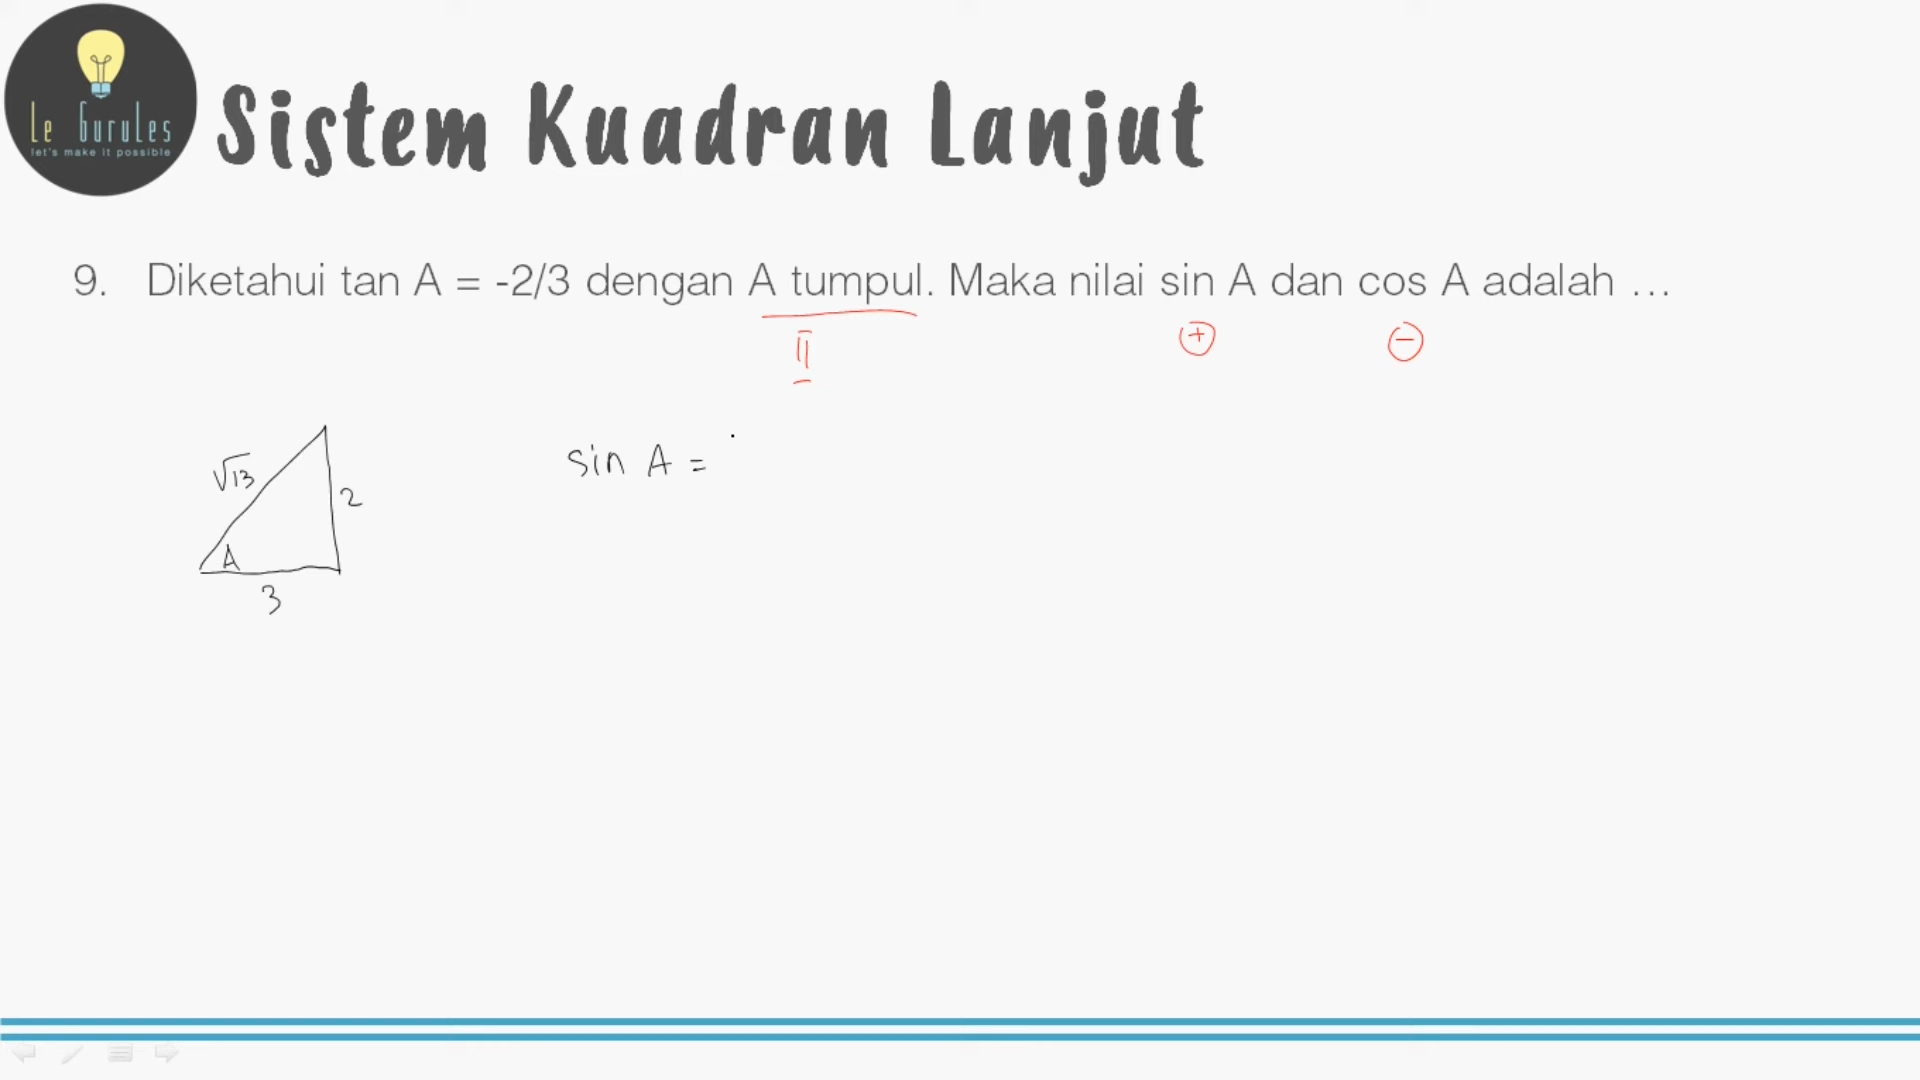 Le GuruLes
let's make it possible
Sistem Kuadran Lanjut
9. Diketahui tan A = -2/3 dengan A tumpul. Maka nilai sin A dan cos A adalah …
II
+
−
√13
2
A
3
sin A =